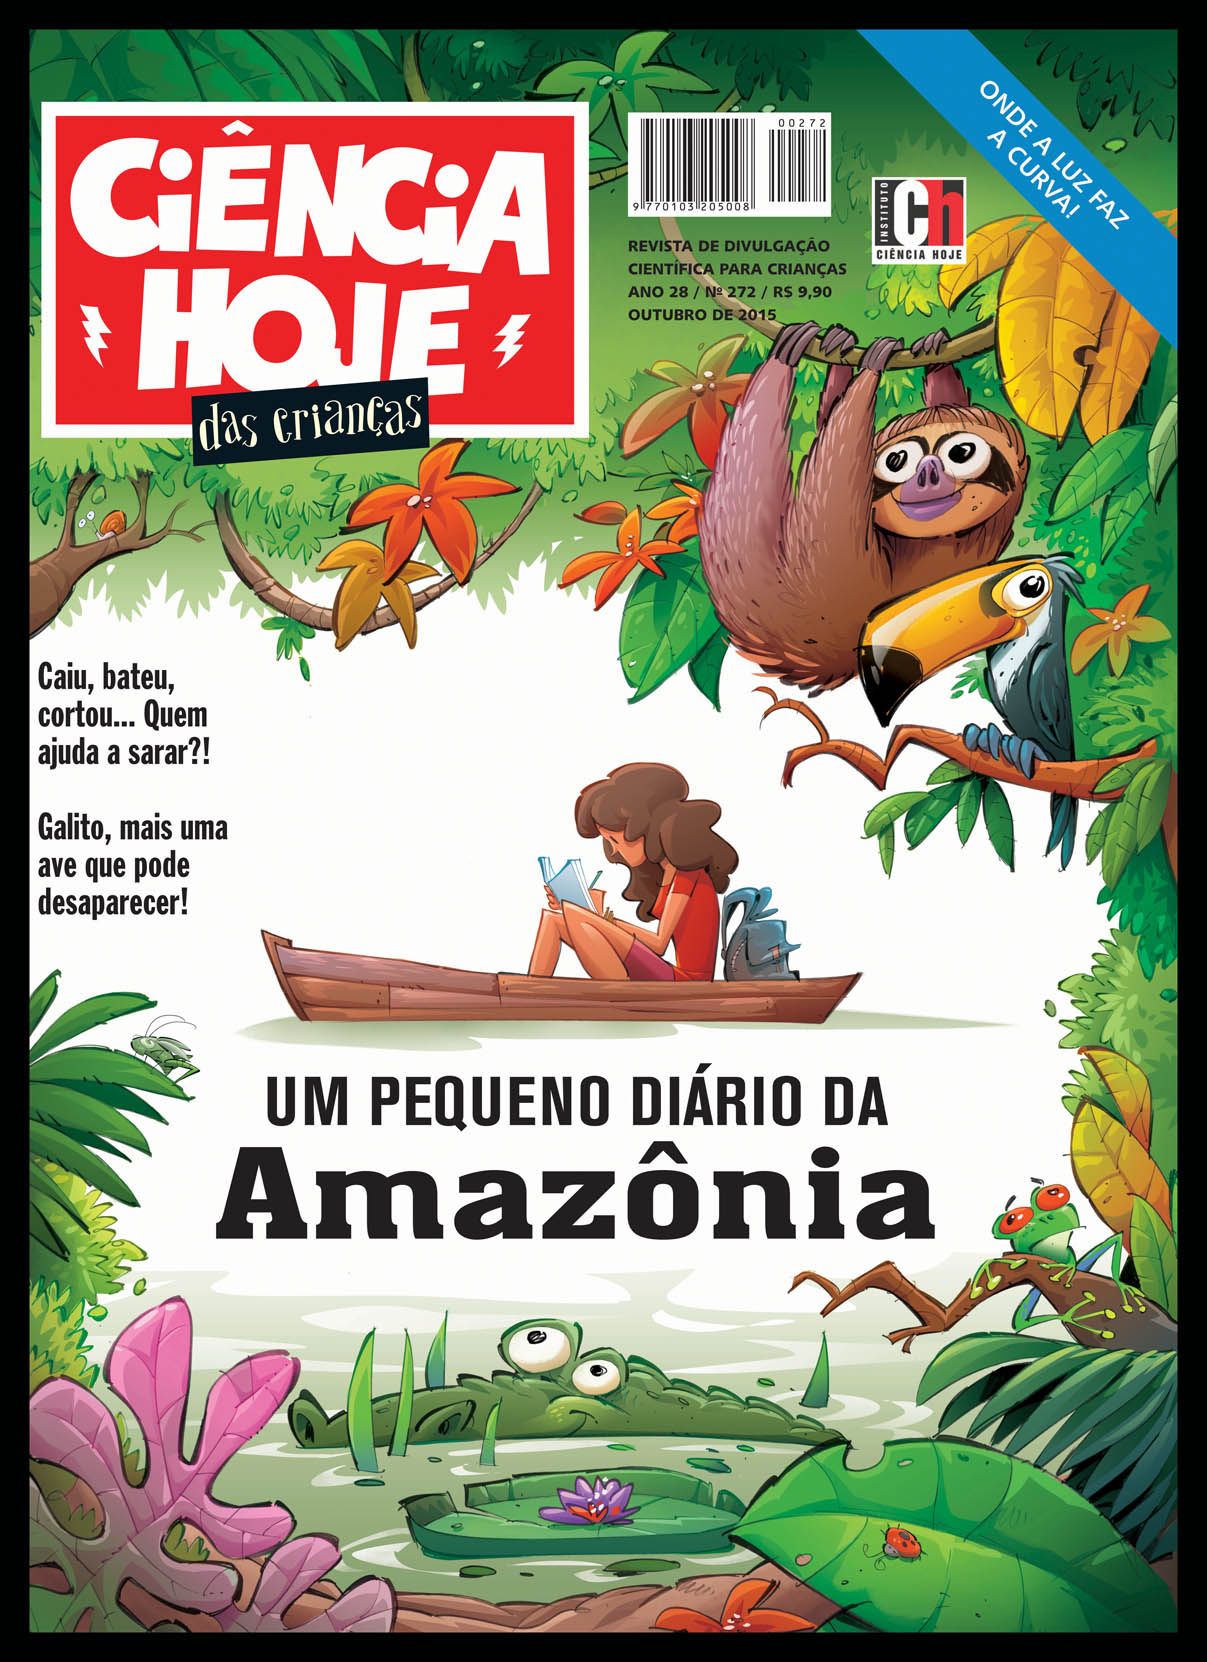 CIÊNCIA
HOJE
das crianças
00272
9 770103 205008
REVISTA DE DIVULGAÇÃO
CIENTÍFICA PARA CRIANÇAS
ANO 28 / Nº 272 / R$ 9,90
OUTUBRO DE 2015
INSTITUTO
Ch
CIÊNCIA HOJE
ONDE A LUZ FAZ
A CURVA!
Caiu, bateu,
cortou... Quem
ajuda a sarar?!
Galito, mais uma
ave que pode
desaparecer!
UM PEQUENO DIÁRIO DA
Amazônia